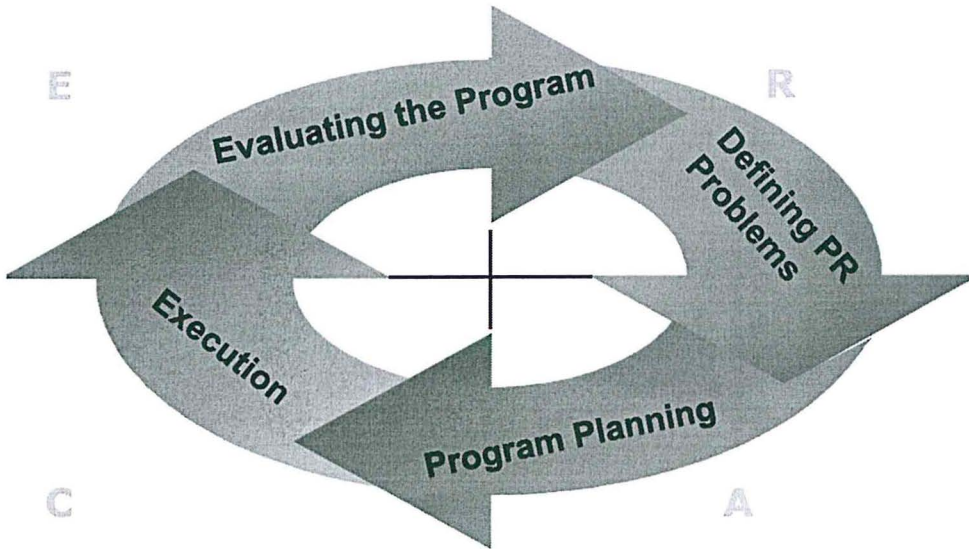 E
R
Evaluating the Program
Defining PR
Problems
Execution
Program Planning
C
A